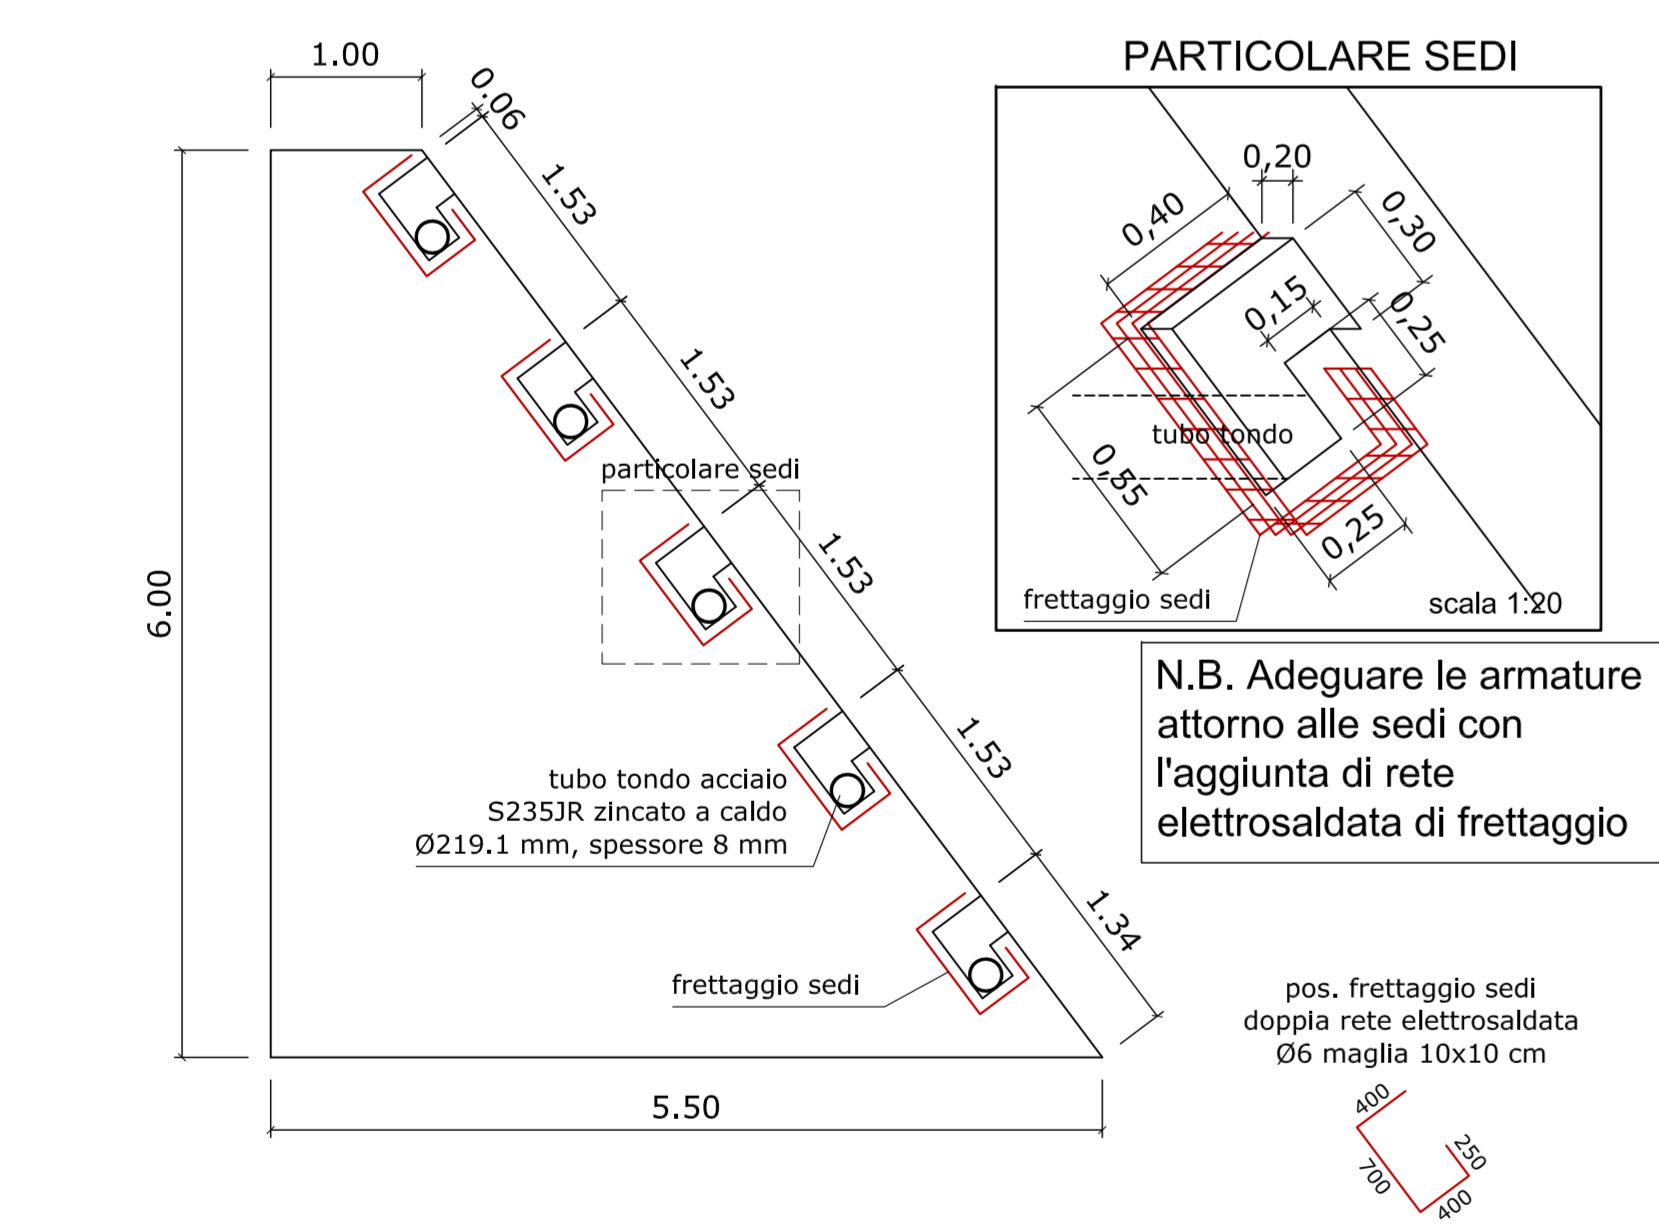 1.00
0.06
1.53
1.53
1.53
1.53
1.34
6.00
5.50
particolare sedi
tubo tondo acciaio
S235JR zincato a caldo
Ø219.1 mm, spessore 8 mm
frettaggio sedi
PARTICOLARE SEDI
0,20
0,40
0,30
0,15
0,25
tubo tondo
0,55
0,25
frettaggio sedi
scala 1:20
N.B. Adeguare le armature
attorno alle sedi con
l'aggiunta di rete
elettrosaldata di frettaggio
pos. frettaggio sedi
doppia rete elettrosaldata
Ø6 maglia 10x10 cm
400
250
700
400